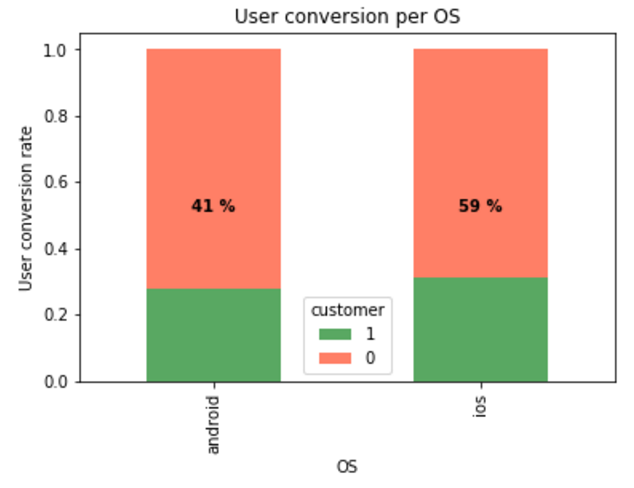 User conversion per OS
User conversion rate
1.0
0.8
0.6
0.4
0.2
0.0
41 %
59 %
customer
1
0
android
ios
OS